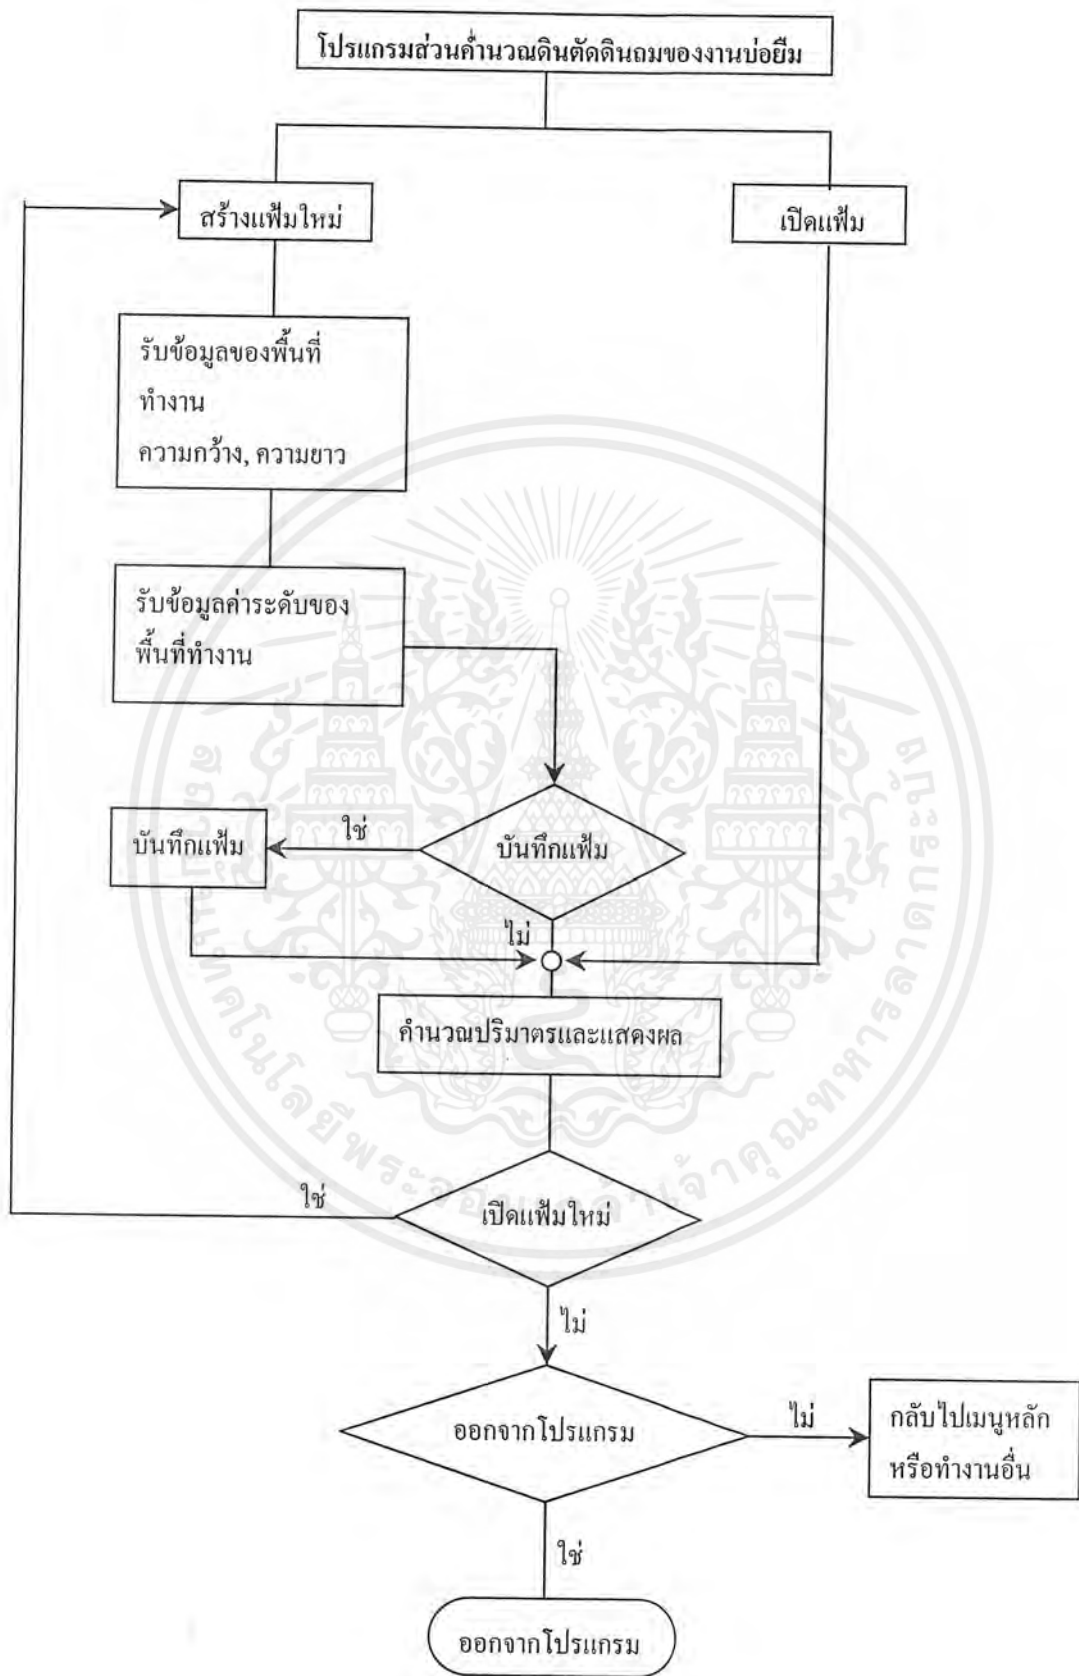 โปรแกรมส่วนคำนวณดินตัดดินถมของงานบ่อยืม
สร้างแฟ้มใหม่
เปิดแฟ้ม
รับข้อมูลของพื้นที่
ทำงาน
ความกว้าง, ความยาว
รับข้อมูลค่าระดับของ
พื้นที่ทำงาน
บันทึกแฟ้ม
ใช่
บันทึกแฟ้ม
ไม่
คำนวณปริมาตรและแสดงผล
ใช่
เปิดแฟ้มใหม่
ไม่
ออกจากโปรแกรม
ไม่
กลับไปเมนูหลัก
หรือทำงานอื่น
ใช่
ออกจากโปรแกรม